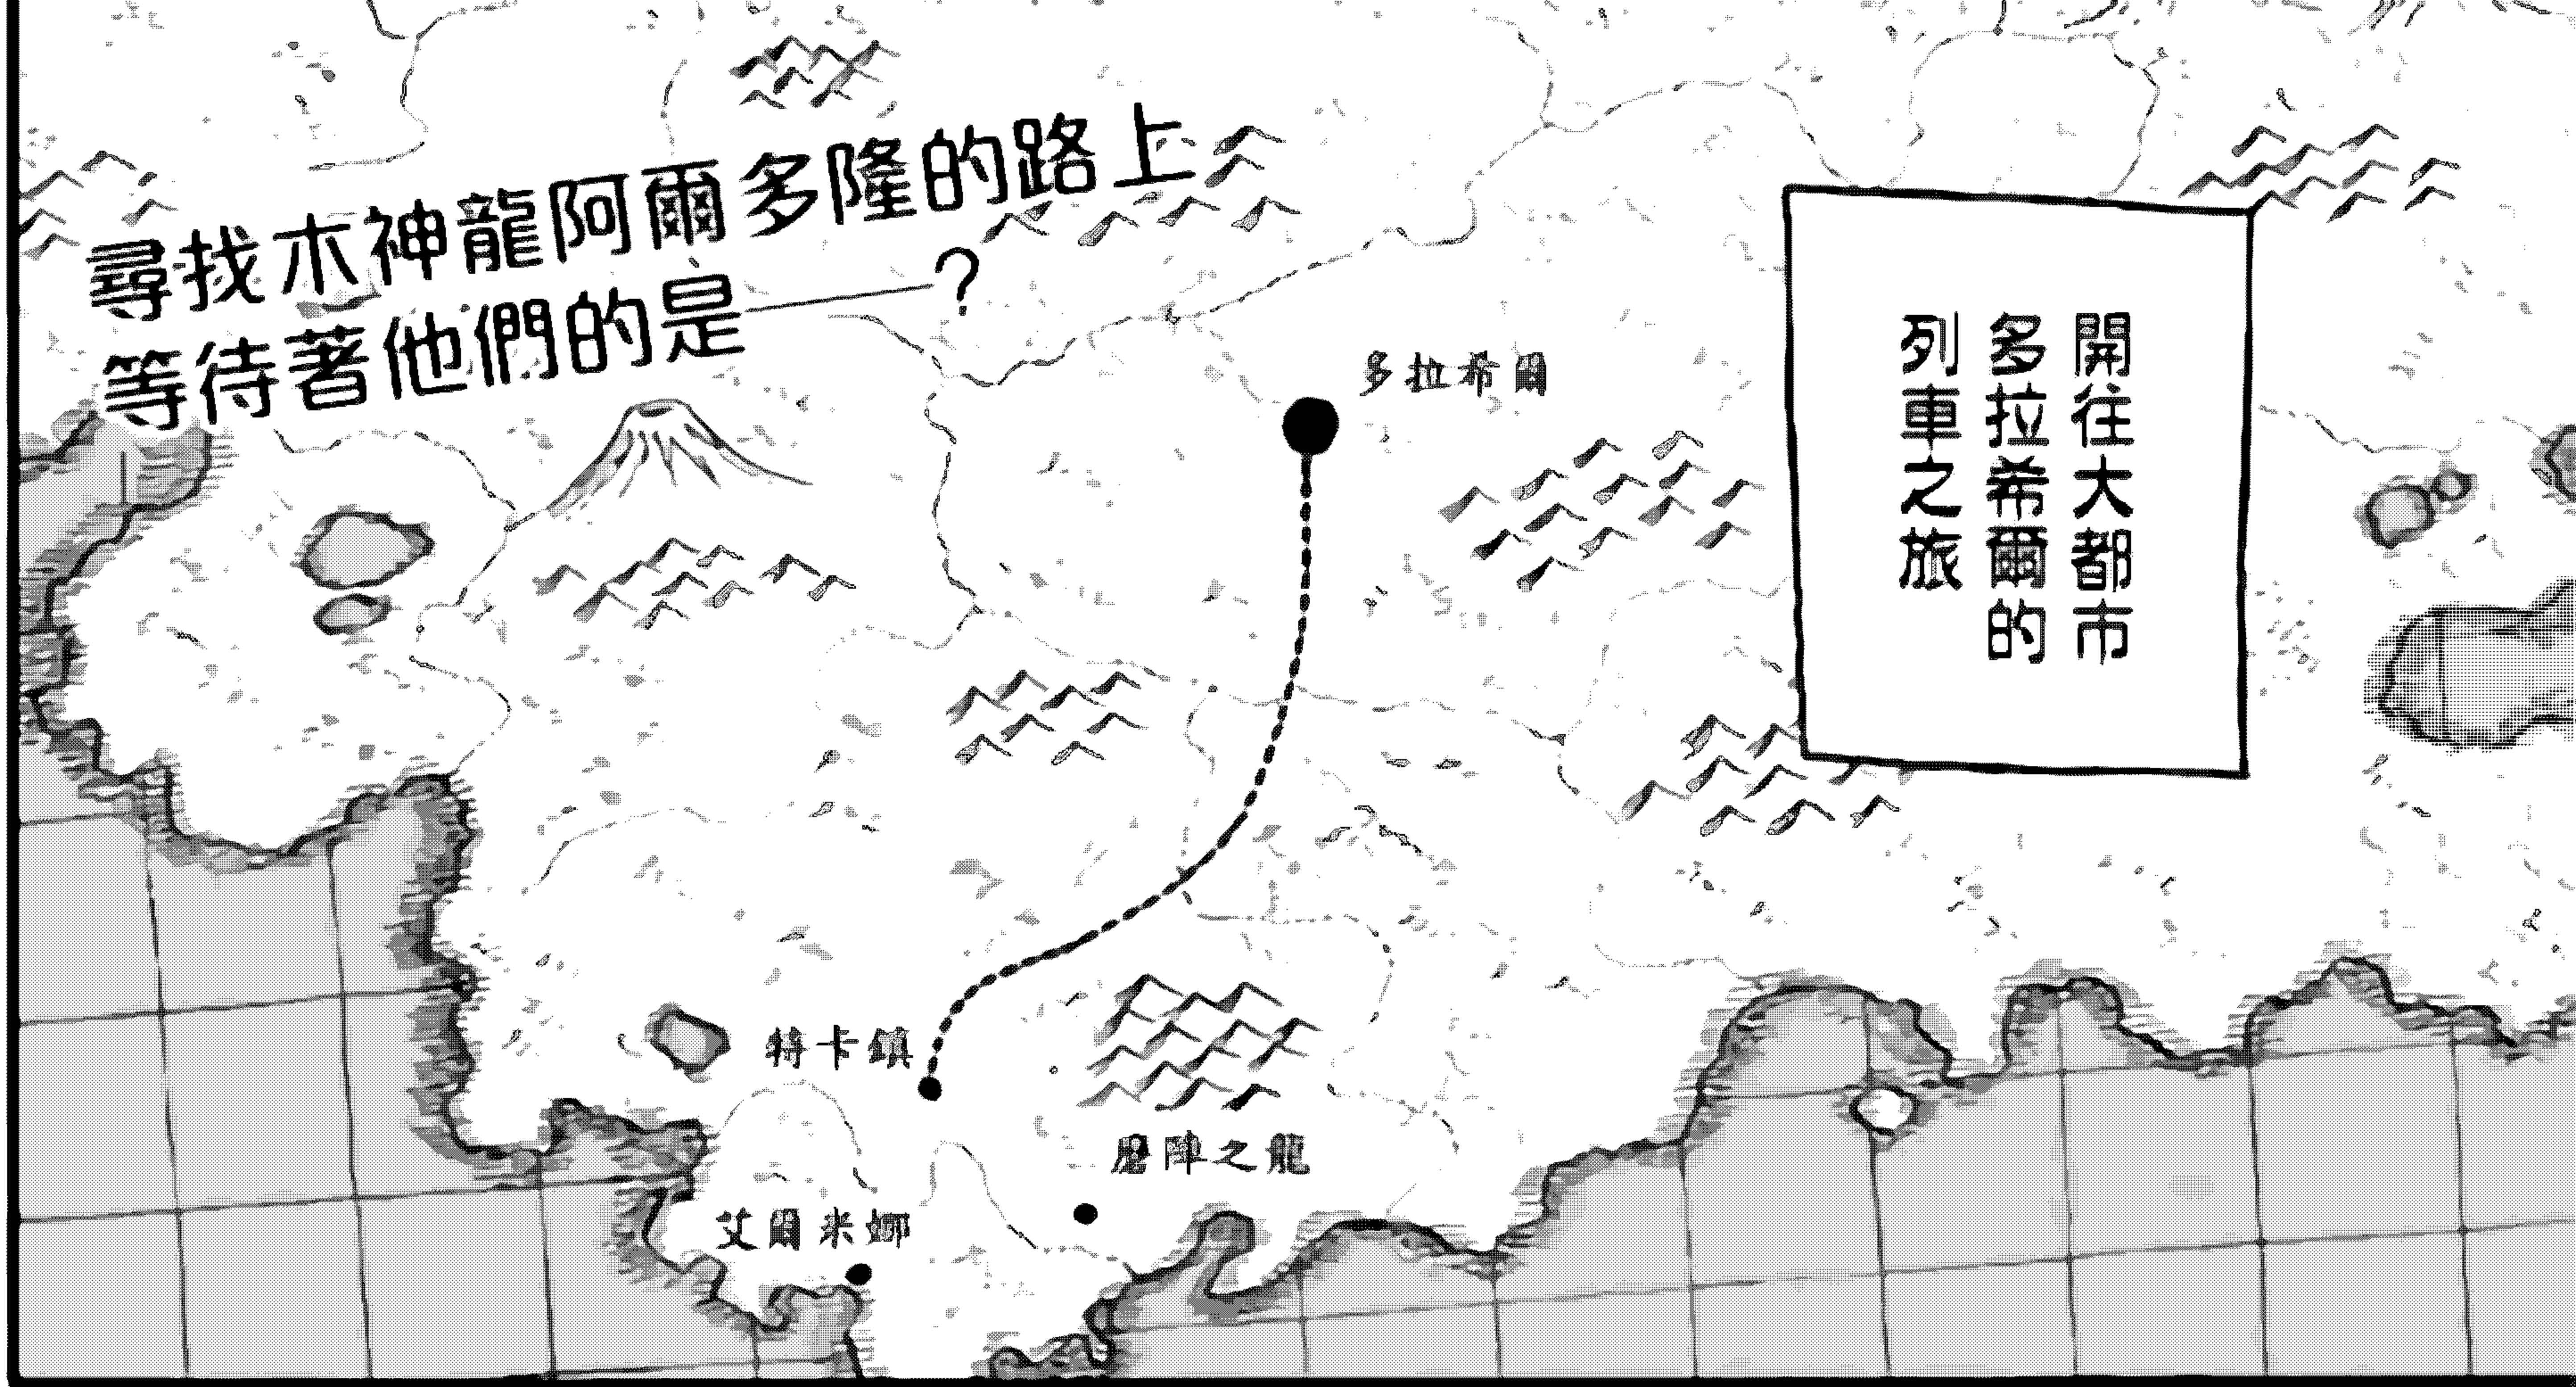 尋找木神龍阿爾多隆的路上
等待著他們的是——?
開往大都市
多拉希爾的
列車之旅
多拉希爾
特卡鎮
魔陣之龍
艾爾米娜